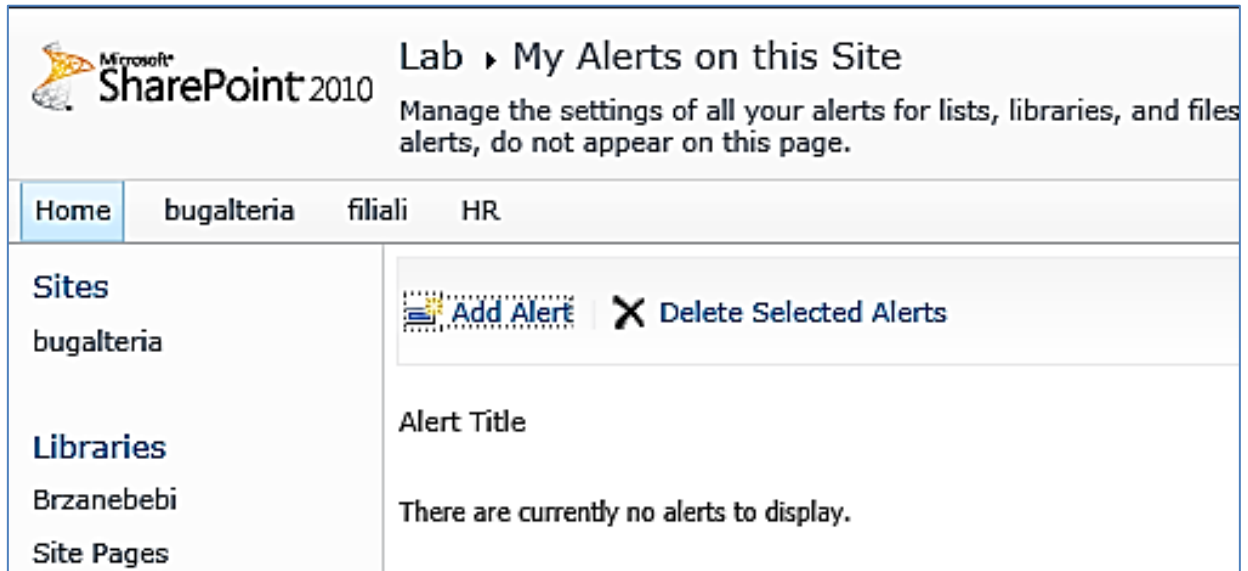 Microsoft
SharePoint 2010
Lab ▸ My Alerts on this Site
Manage the settings of all your alerts for lists, libraries, and files
alerts, do not appear on this page.
Home bugalteria filiali HR
Sites
bugalteria
Libraries
Brzanebebi
Site Pages
Add Alert Delete Selected Alerts
Alert Title
There are currently no alerts to display.